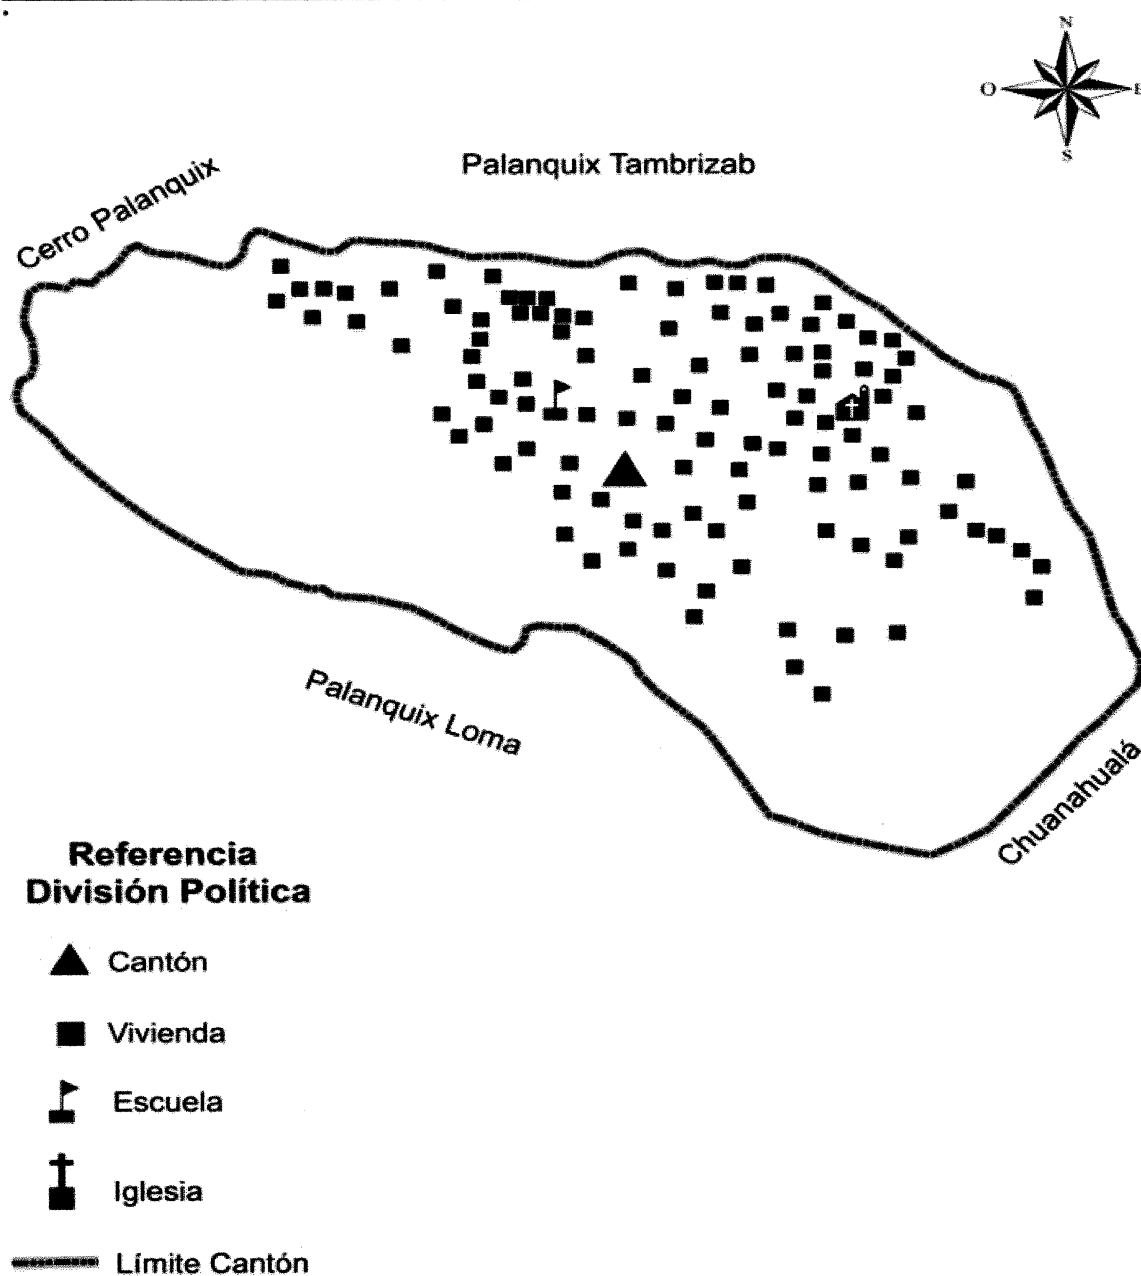 N
O
E
S
Palanquix Tambrizab
Cerro Palanquix
Palanquix Loma
Chuanahualá
Referencia
División Política
Cantón
Vivienda
Escuela
Iglesia
Límite Cantón